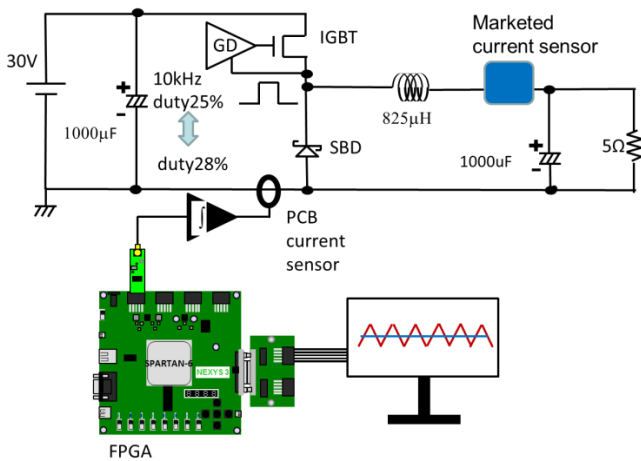 30V
1000μF
10kHz
duty25%
duty28%
GD
IGBT
SBD
825μH
Marketed
current sensor
1000uF
5Ω
∫
PCB
current
sensor
SPARTAN-6
NEXYS 3
FPGA